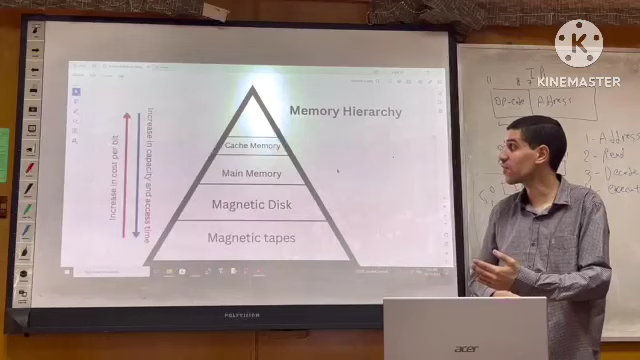 Memory Hierarchy
Cache Memory
Main Memory
Magnetic Disk
Magnetic tapes
Increase in cost per bit
Increase in capacity and access time
POLYVISION
acer
KINEMASTER
K
OP-code
Address
1- Address
2- Read
3- Decode